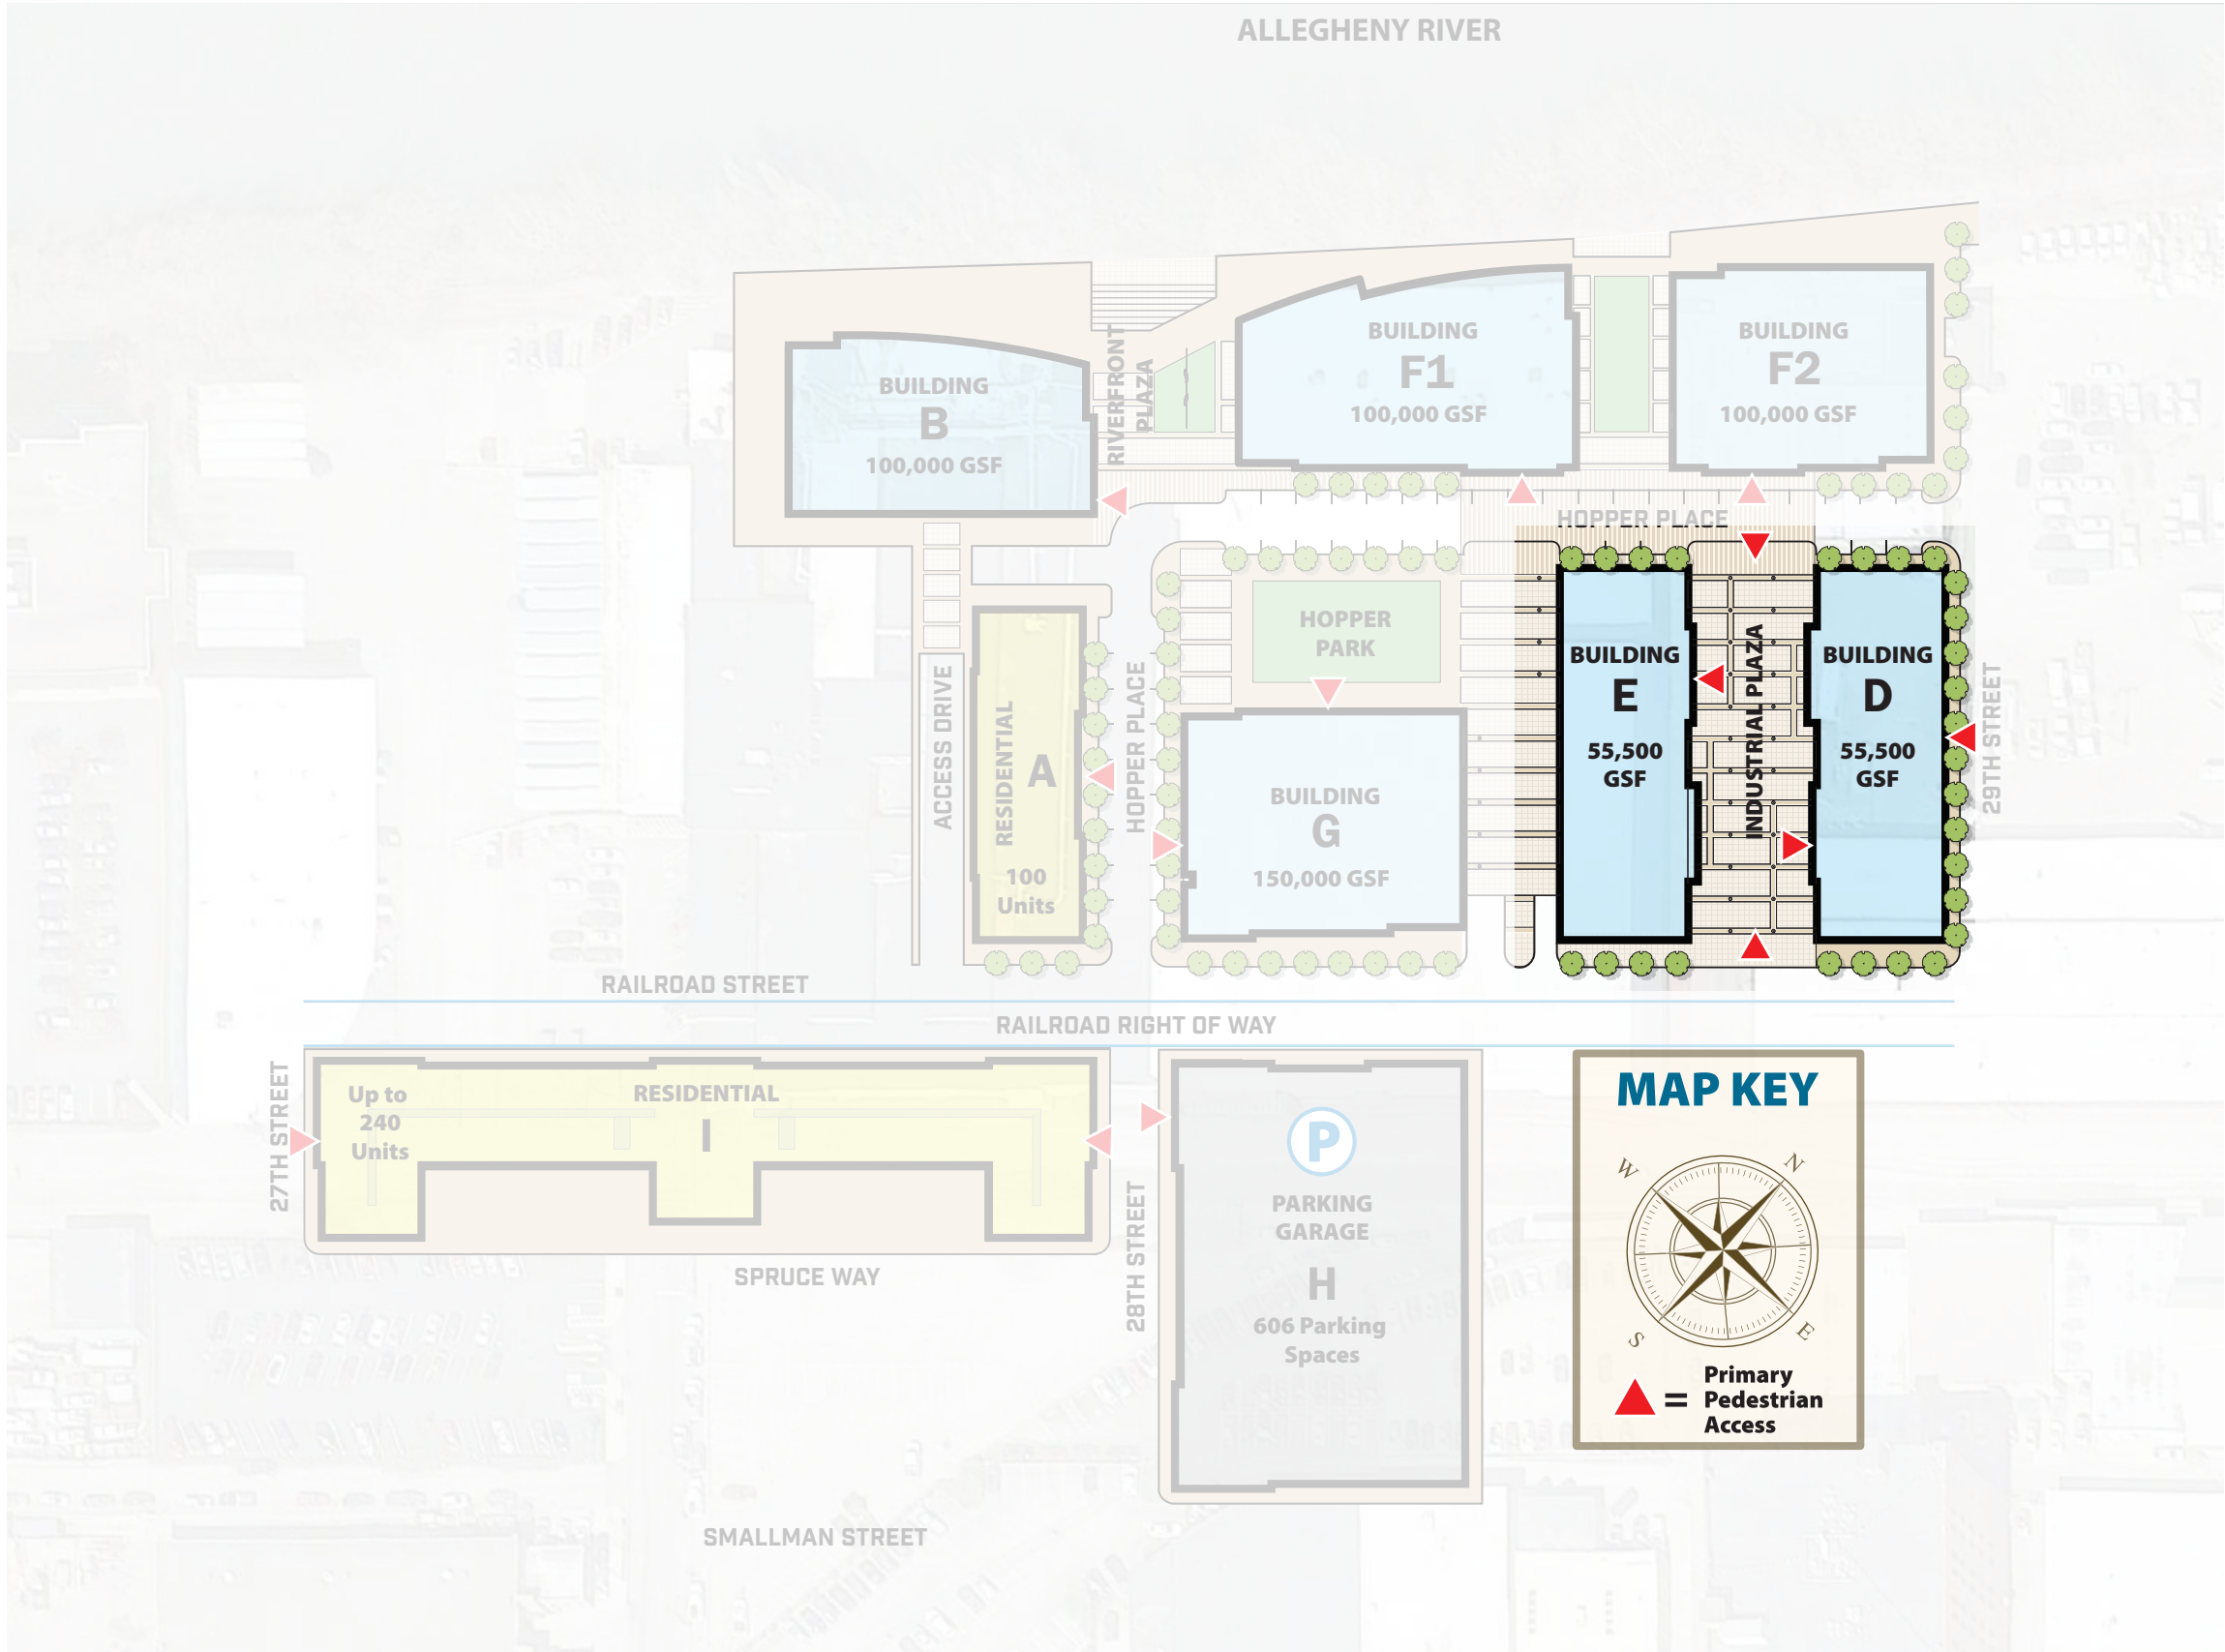 ALLEGHENY RIVER
BUILDING
B
100,000 GSF
RIVERFRONT
PLAZA
BUILDING
F1
100,000 GSF
BUILDING
F2
100,000 GSF
HOPPER PLACE
HOPPER
PARK
ACCESS DRIVE
RESIDENTIAL
A
100
Units
HOPPER PLACE
BUILDING
G
150,000 GSF
BUILDING
E
55,500
GSF
INDUSTRIAL PLAZA
BUILDING
D
55,500
GSF
29TH STREET
RAILROAD STREET
RAILROAD RIGHT OF WAY
27TH STREET
Up to
240
Units
RESIDENTIAL
I
SPRUCE WAY
28TH STREET
P
PARKING
GARAGE
H
606 Parking
Spaces
SMALLMAN STREET
MAP KEY
W
N
S
E
=
Primary
Pedestrian
Access